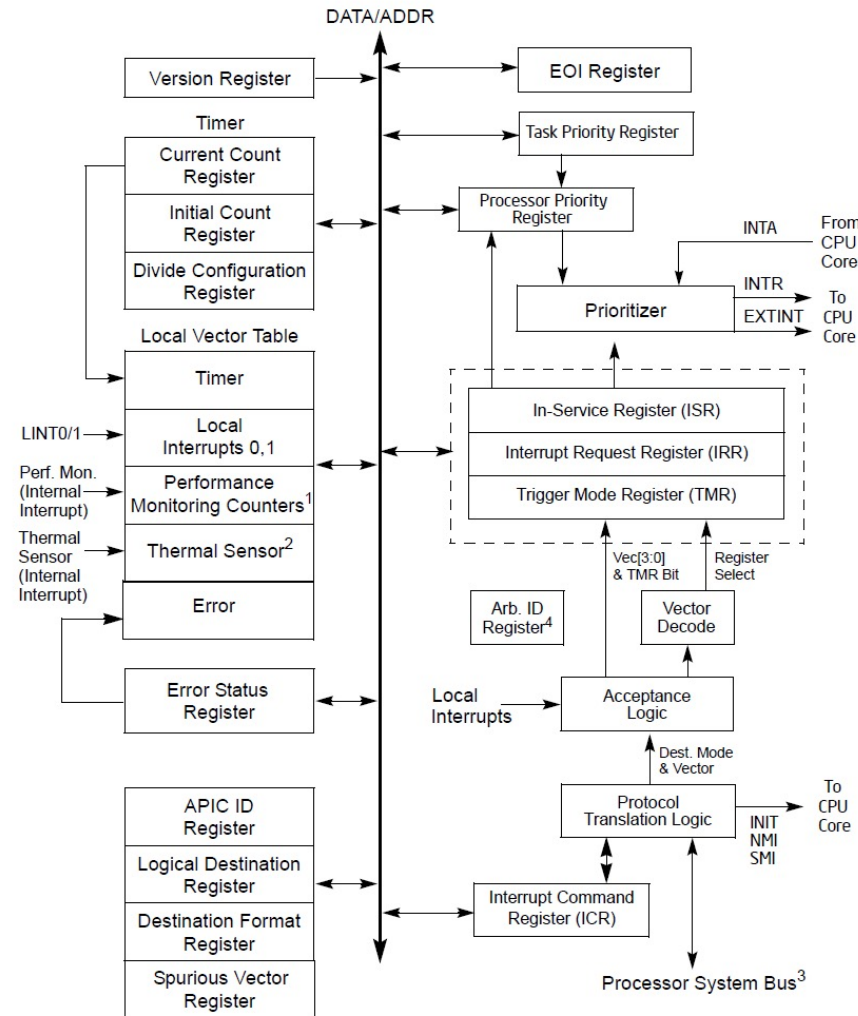 DATA/ADDR
Version Register
EOI Register
Timer
Task Priority Register
Current Count
Register
Initial Count
Register
Divide Configuration
Register
Processor Priority
Register
INTA
From
CPU
Core
Prioritizer
INTR
EXTINT
To
CPU
Core
Local Vector Table
Timer
Local
Interrupts 0,1
Performance
Monitoring Counters1
Thermal Sensor2
Error
LINT0/1
Perf. Mon.
(Internal
Interrupt)
Thermal
Sensor
(Internal
Interrupt)
In-Service Register (ISR)
Interrupt Request Register (IRR)
Trigger Mode Register (TMR)
Vec[3:0]
& TMR Bit
Register
Select
Arb. ID
Register4
Vector
Decode
Error Status
Register
Local
Interrupts
Acceptance
Logic
Dest. Mode
& Vector
APIC ID
Register
Logical Destination
Register
Destination Format
Register
Spurious Vector
Register
Protocol
Translation Logic
INIT
NMI
SMI
To
CPU
Core
Interrupt Command
Register (ICR)
Processor System Bus3